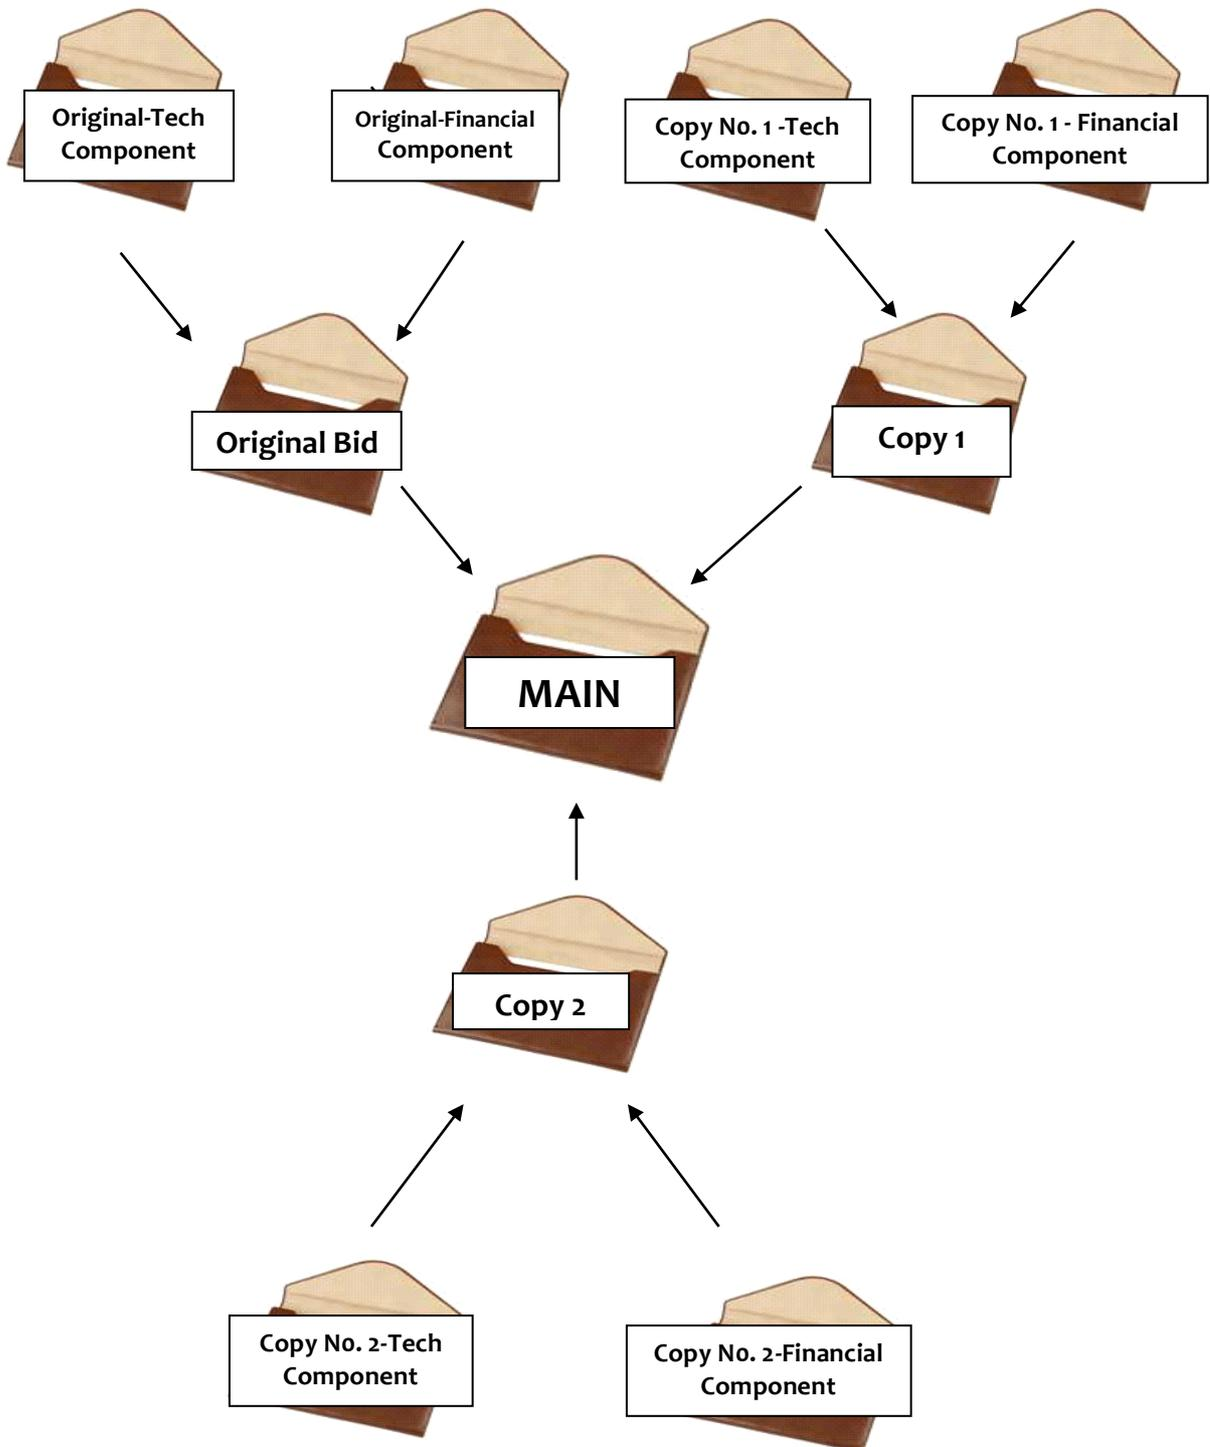 Original-Tech
Component
Original-Financial
Component
Copy No. 1 -Tech
Component
Copy No. 1 - Financial
Component
Original Bid
Copy 1
MAIN
Copy 2
Copy No. 2-Tech
Component
Copy No. 2-Financial
Component